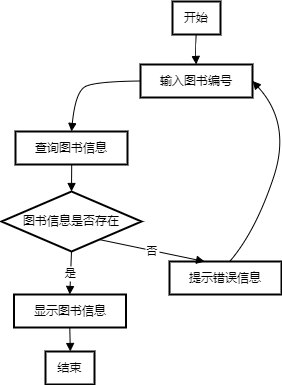 开始
输入图书编号
查询图书信息
图书信息是否存在
否
是
提示错误信息
显示图书信息
结束